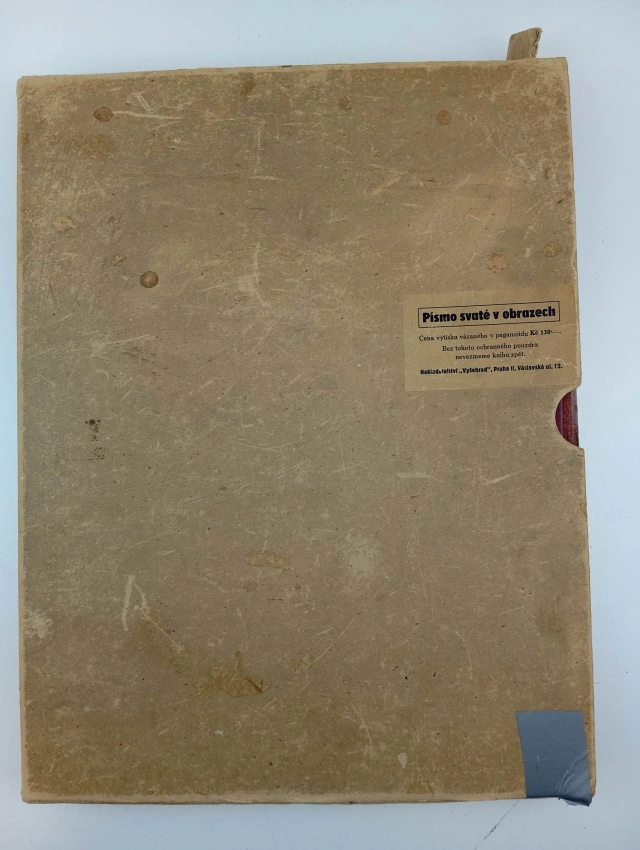 Písmo svaté v obrazech
Cena výtisku vázaného v pegamoidu Kč 130·—.
Bez tohoto ochranného pouzdra
nevezmeme knihu zpět.
Nakladatelství „Vyšehrad", Praha II, Václavská ul. 12.